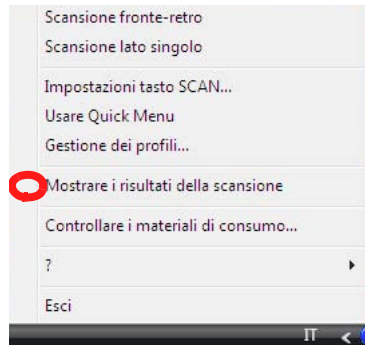 Scansione fronte-retro
Scansione lato singolo
Impostazioni tasto SCAN...
Usare Quick Menu
Gestione dei profili...
Mostrare i risultati della scansione
Controllare i materiali di consumo...
?
Esci
IT